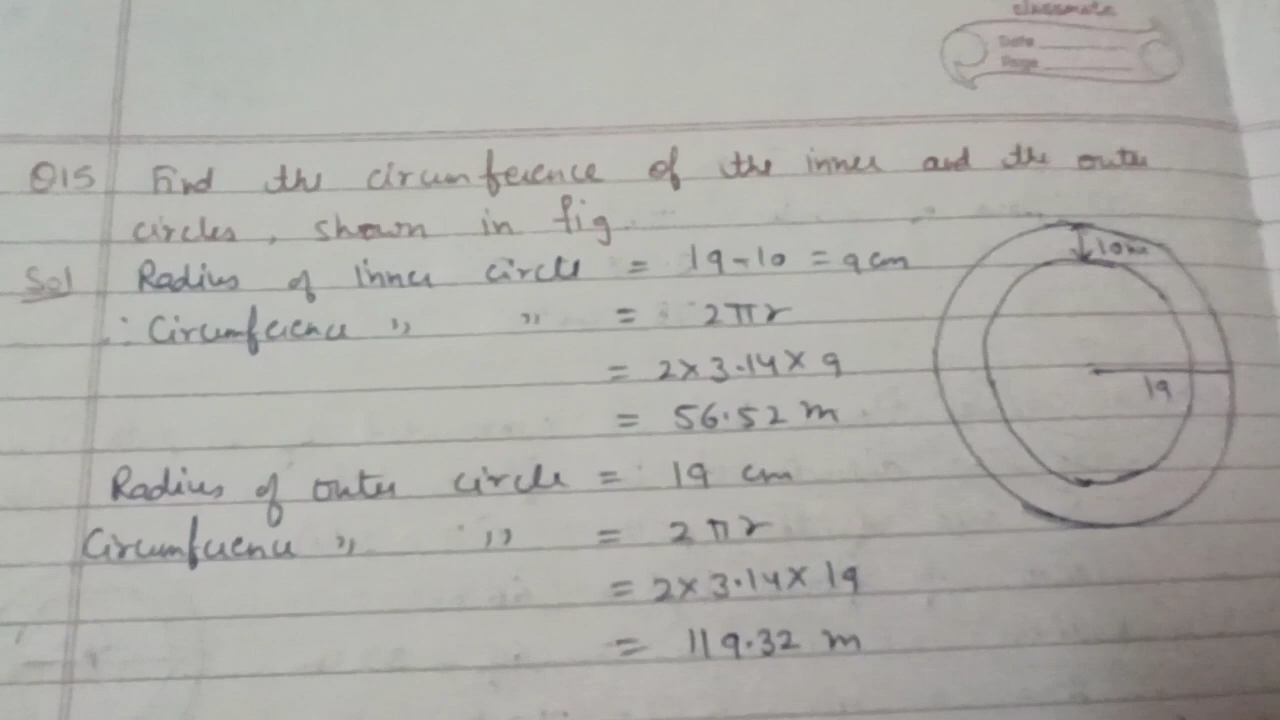 classmate
Date
Page
Q15 Find the circumference of the inner and the outer
circles, shown in fig.
Sol Radius of inner circle = 19-10 = 9cm
10m
∴ Circumference " " = 2πr
= 2×3.14×9
19
= 56.52 m
Radius of outer circle = 19 cm
Circumference " " = 2πr
= 2×3.14×19
= 119.32 m